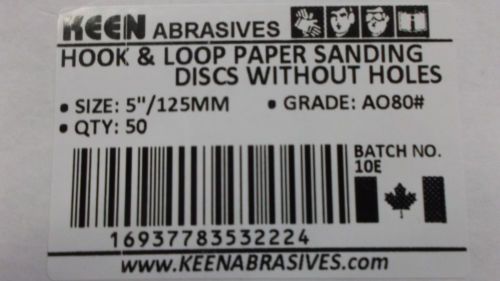 KEEN ABRASIVES
HOOK & LOOP PAPER SANDING
DISCS WITHOUT HOLES
• SIZE: 5"/125MM • GRADE: AO80#
• QTY: 50
BATCH NO.
10E
16937783532224
www.KEENABRASIVES.com